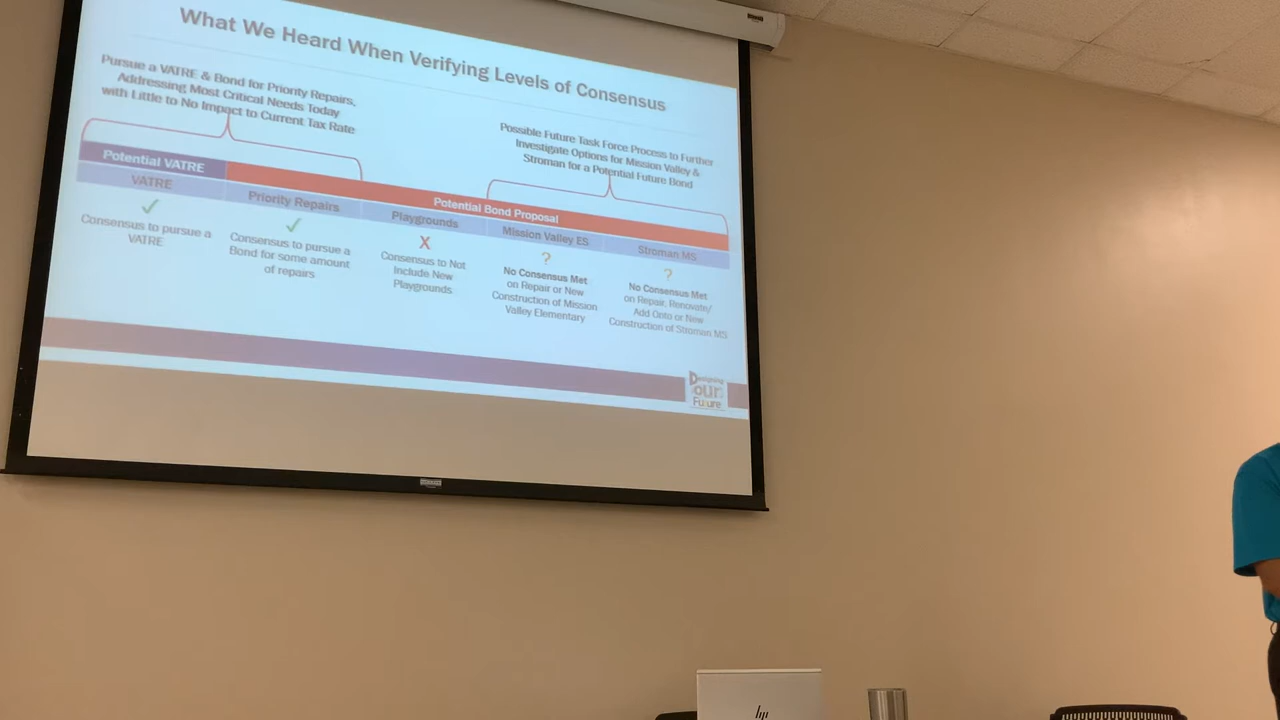 What We Heard When Verifying Levels of Consensus
Pursue a VATRE & Bond for Priority Repairs,
Addressing Most Critical Needs Today
with Little to No Impact to Current Tax Rate
Possible Future Task Force Process to Further
Investigate Options for Mission Valley &
Stroman for a Potential Future Bond
Potential VATRE
Potential Bond Proposal
VATRE
Priority Repairs
Playgrounds
Mission Valley ES
Stroman MS
✓
Consensus to pursue a
VATRE
✓
Consensus to pursue a
Bond for some amount
of repairs
X
Consensus to Not
Include New
Playgrounds
?
No Consensus Met
on Repair or New
Construction of Mission
Valley Elementary
?
No Consensus Met
on Repair, Renovate/
Add Onto or New
Construction of Stroman MS
Designing
our
Future
hp